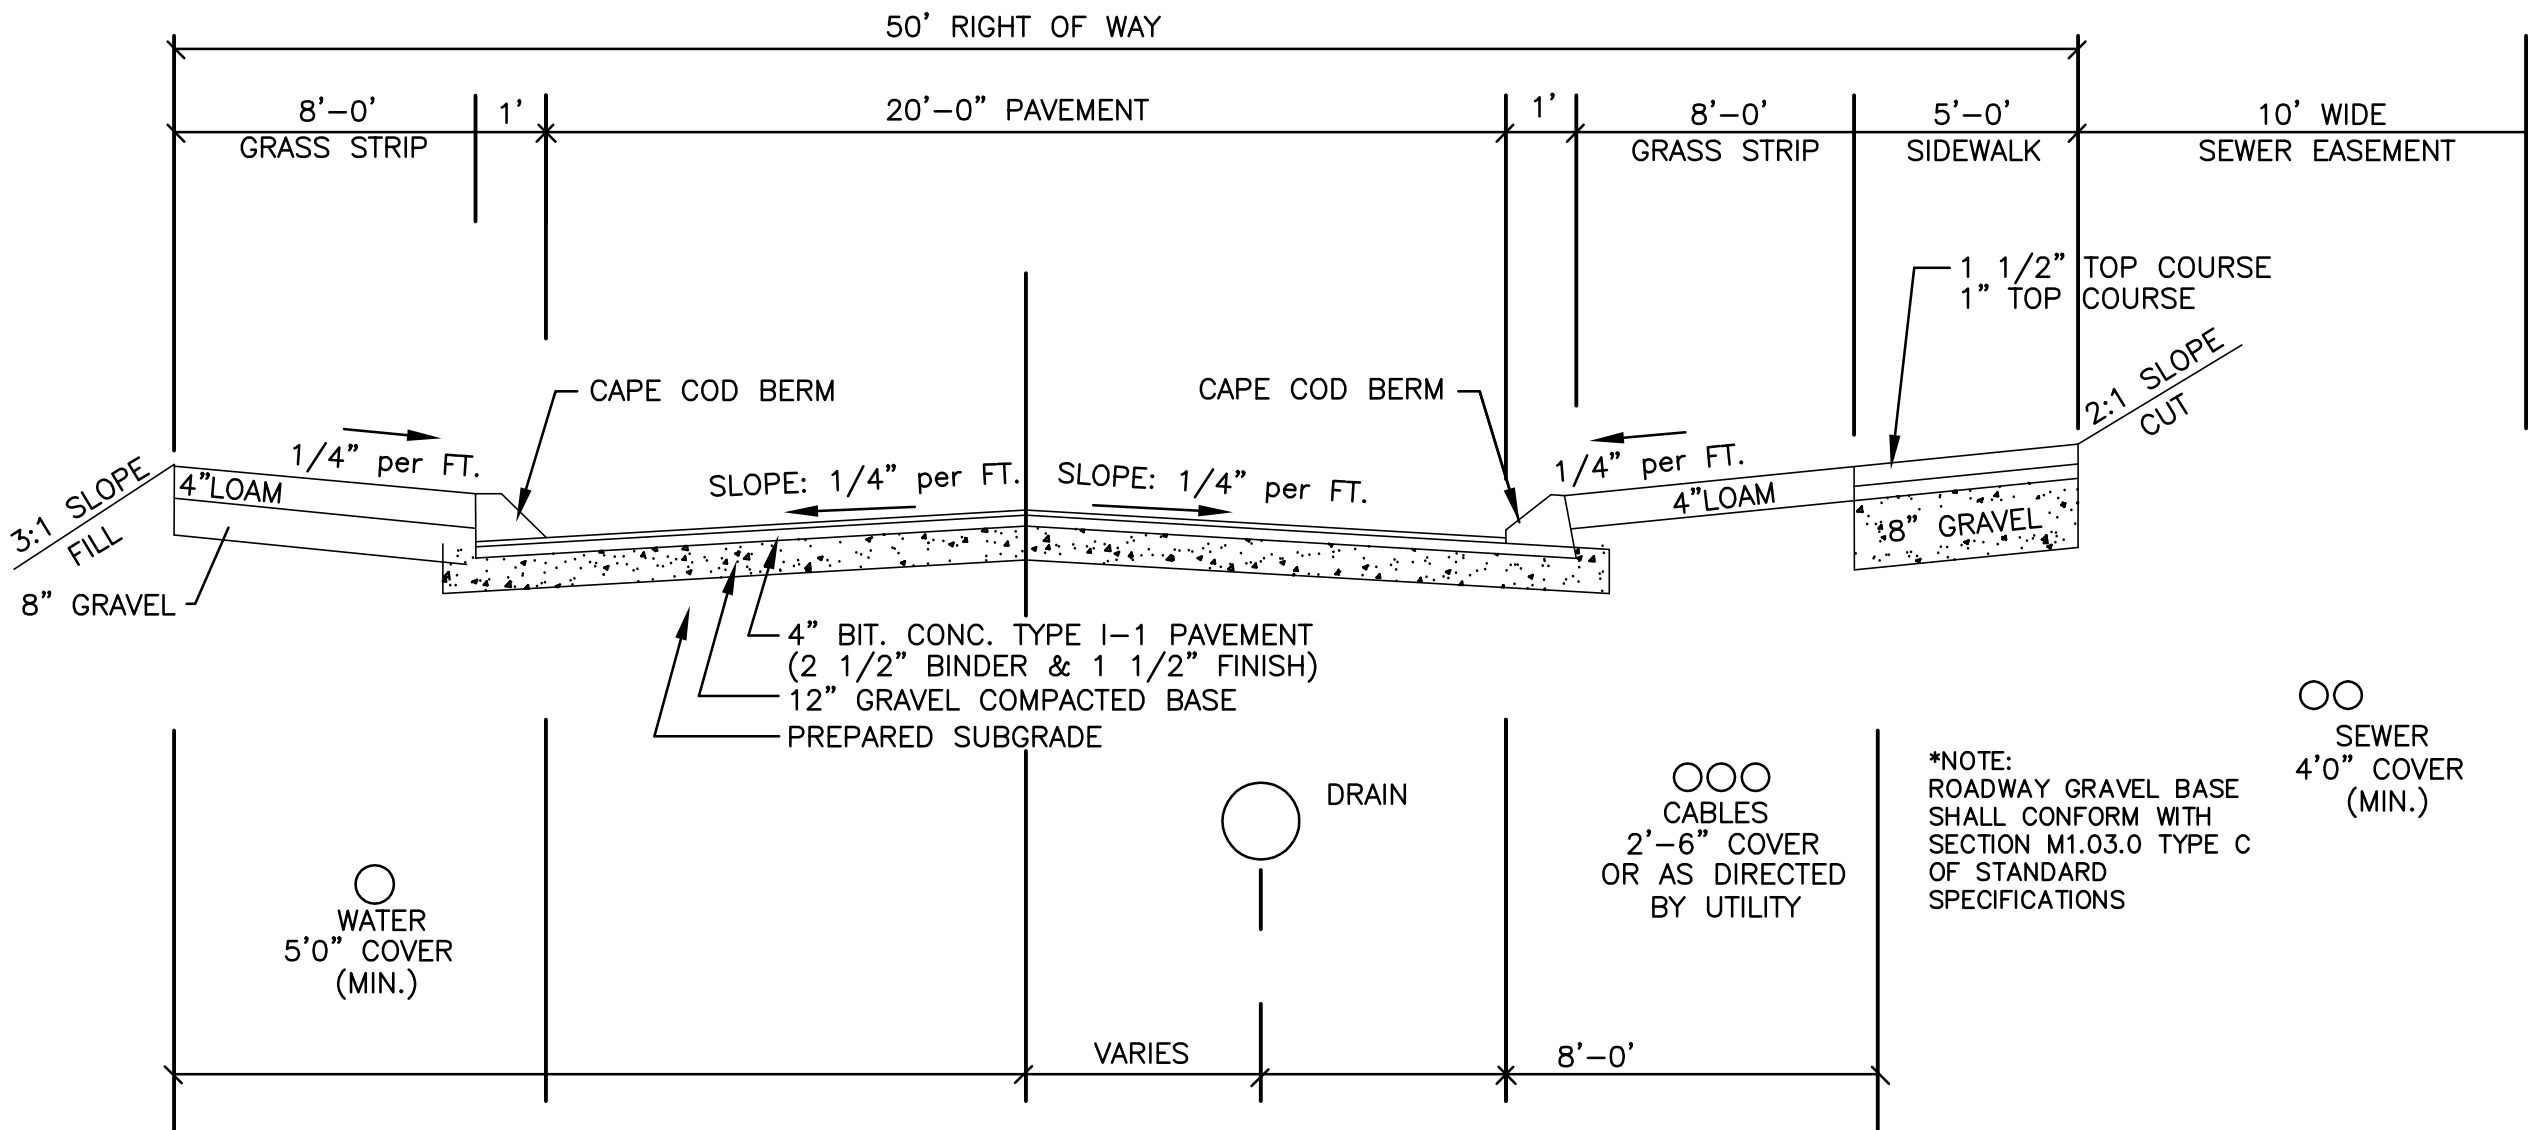 50' RIGHT OF WAY
8'-0'
GRASS STRIP
1'
20'-0" PAVEMENT
1'
8'-0'
GRASS STRIP
5'-0'
SIDEWALK
10' WIDE
SEWER EASEMENT
1 1/2" TOP COURSE
1" TOP COURSE
CAPE COD BERM
CAPE COD BERM
2:1 SLOPE
CUT
3:1 SLOPE
FILL
1/4" per FT.
4"LOAM
SLOPE: 1/4" per FT.
SLOPE: 1/4" per FT.
1/4" per FT.
4"LOAM
8" GRAVEL
8" GRAVEL
4" BIT. CONC. TYPE I-1 PAVEMENT
(2 1/2" BINDER & 1 1/2" FINISH)
12" GRAVEL COMPACTED BASE
PREPARED SUBGRADE
WATER
5'0" COVER
(MIN.)
DRAIN
CABLES
2'-6" COVER
OR AS DIRECTED
BY UTILITY
*NOTE:
ROADWAY GRAVEL BASE
SHALL CONFORM WITH
SECTION M1.03.0 TYPE C
OF STANDARD
SPECIFICATIONS
SEWER
4'0" COVER
(MIN.)
VARIES
8'-0'